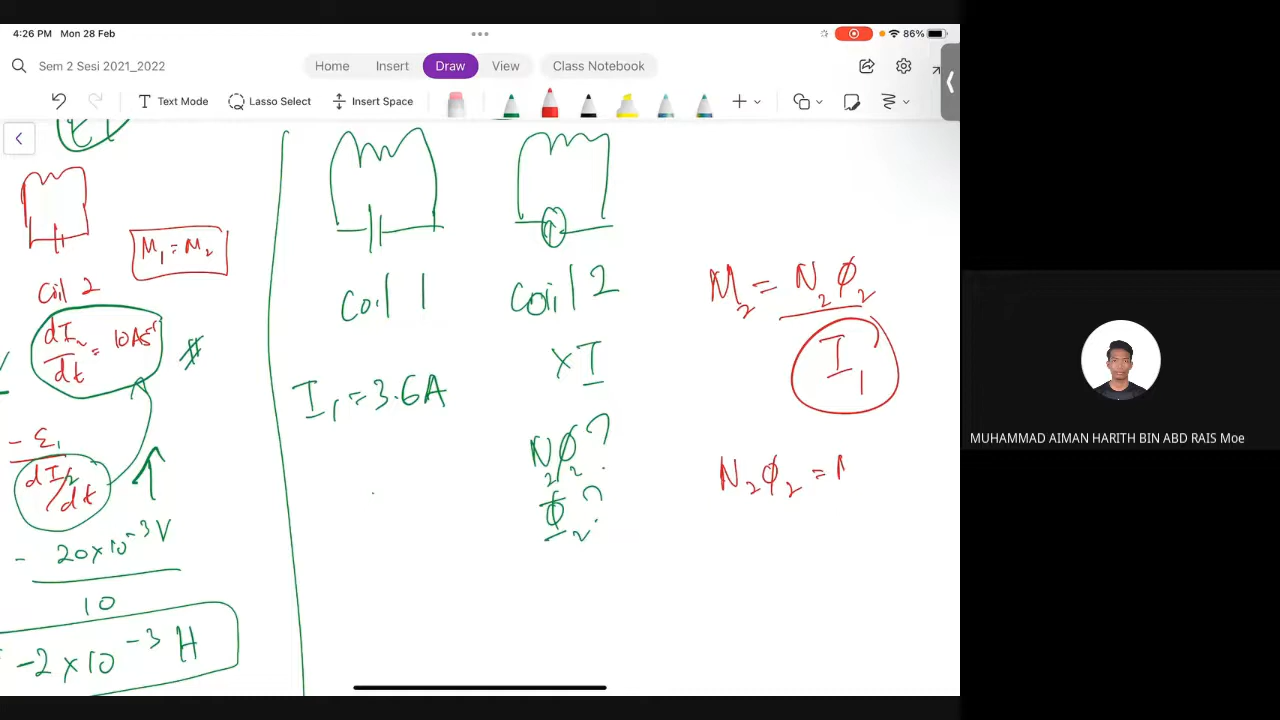 4:26 PM Mon 28 Feb
86%
Sem 2 Sesi 2021_2022
Home Insert Draw View Class Notebook
Text Mode Lasso Select Insert Space
M₁ = M₂
Coil 2
dI₂/dt = 10As⁻¹
- ε₁
dI₂/dt
- 20×10⁻³V
10
-2×10⁻³ H
Coil 1
Coil 2
I₁ = 3.6A
×I
N₂φ₂?
Φ₂?
M₂ = N₂φ₂
I₁
N₂φ₂ =
MUHAMMAD AIMAN HARITH BIN ABD RAIS Moe